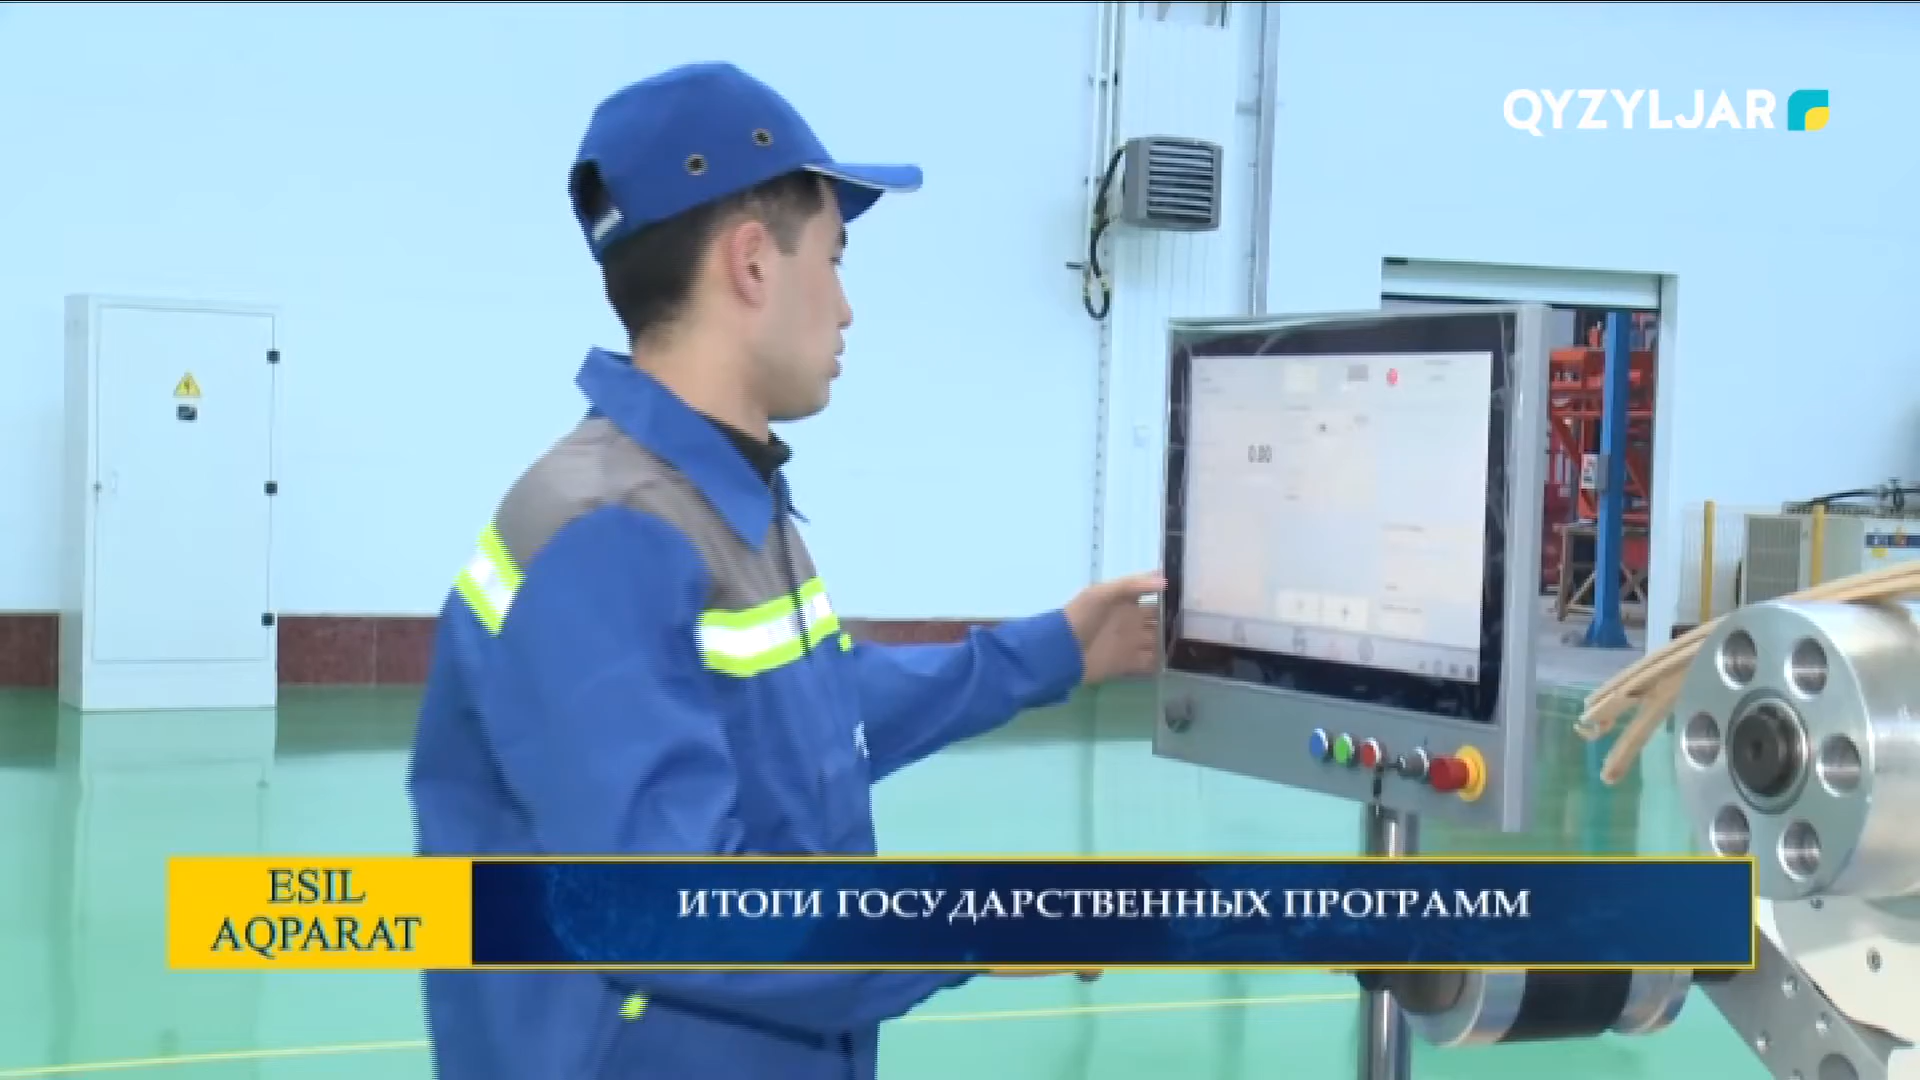 QYZYLJAR
0.00
ESIL
AQPARAT
ИТОГИ ГОСУДАРСТВЕННЫХ ПРОГРАММ